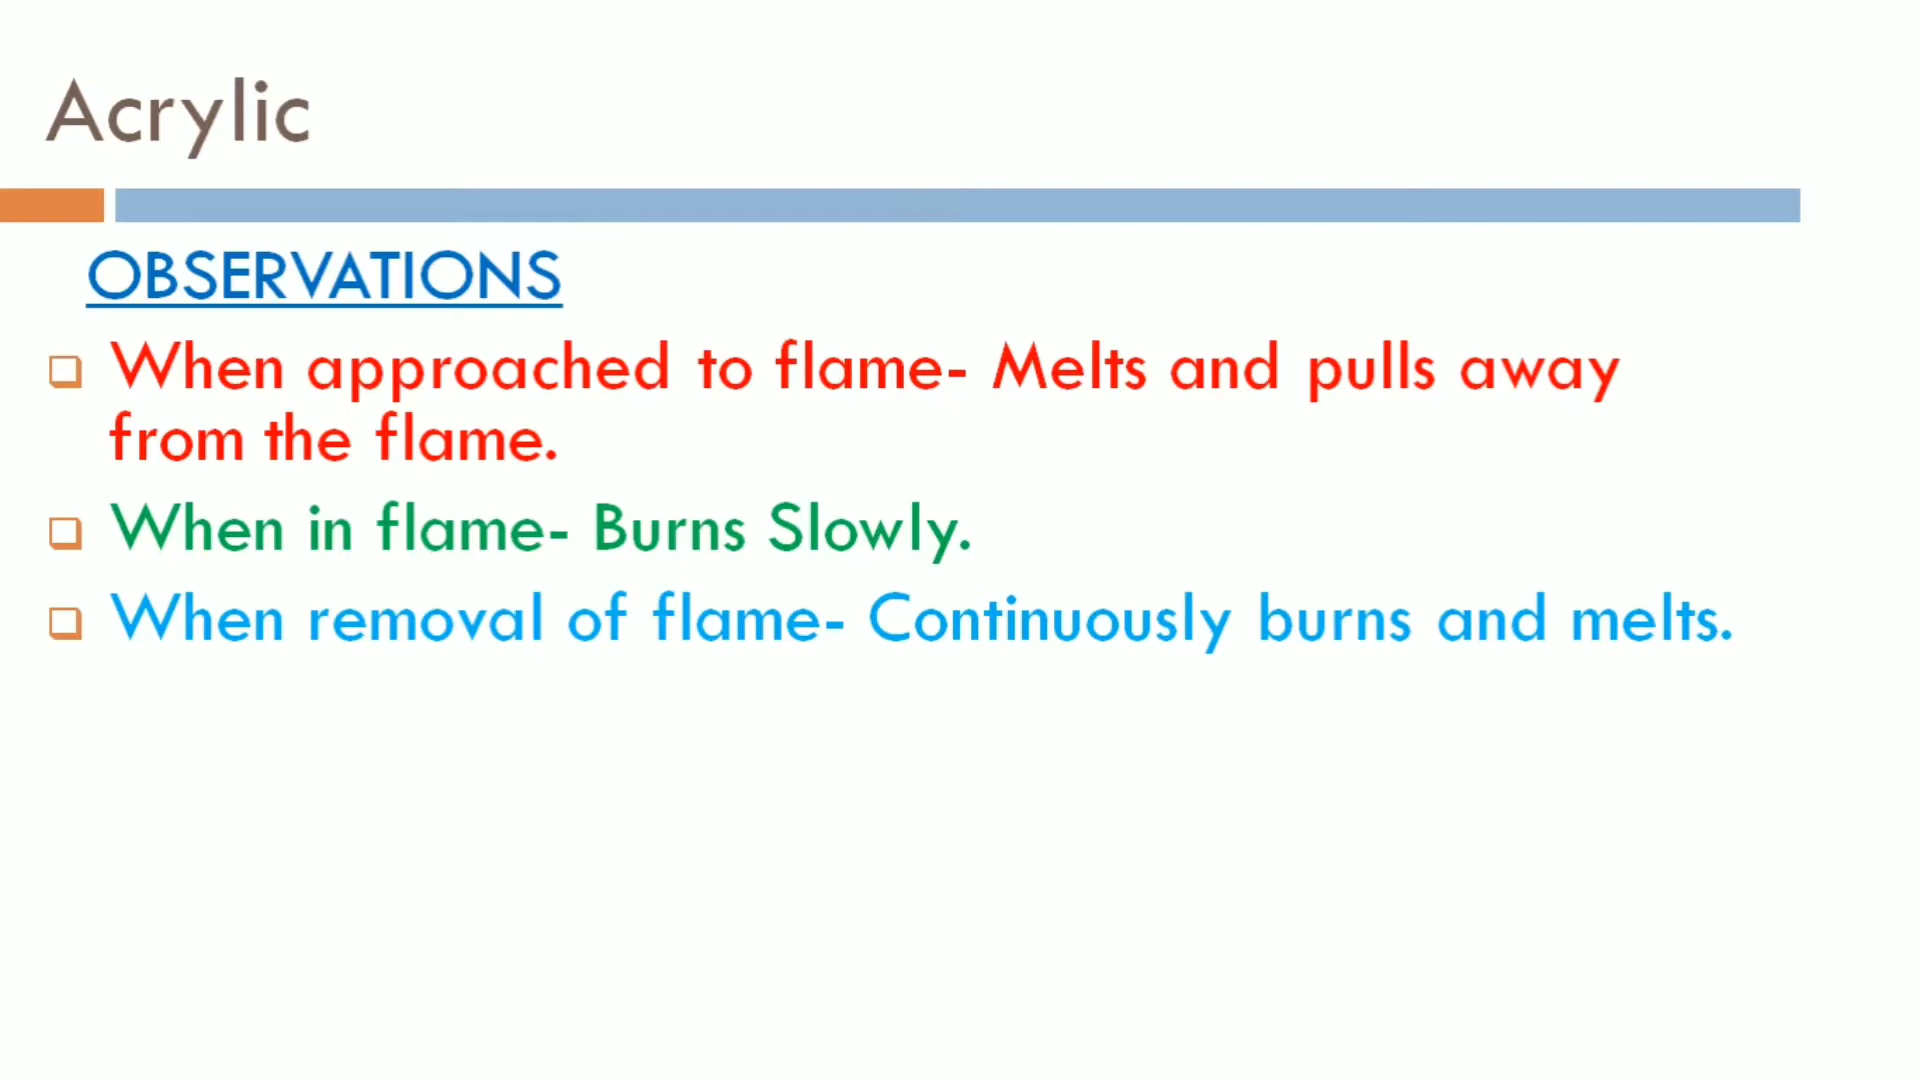 Acrylic
OBSERVATIONS
When approached to flame- Melts and pulls away
from the flame.
When in flame- Burns Slowly.
When removal of flame- Continuously burns and melts.